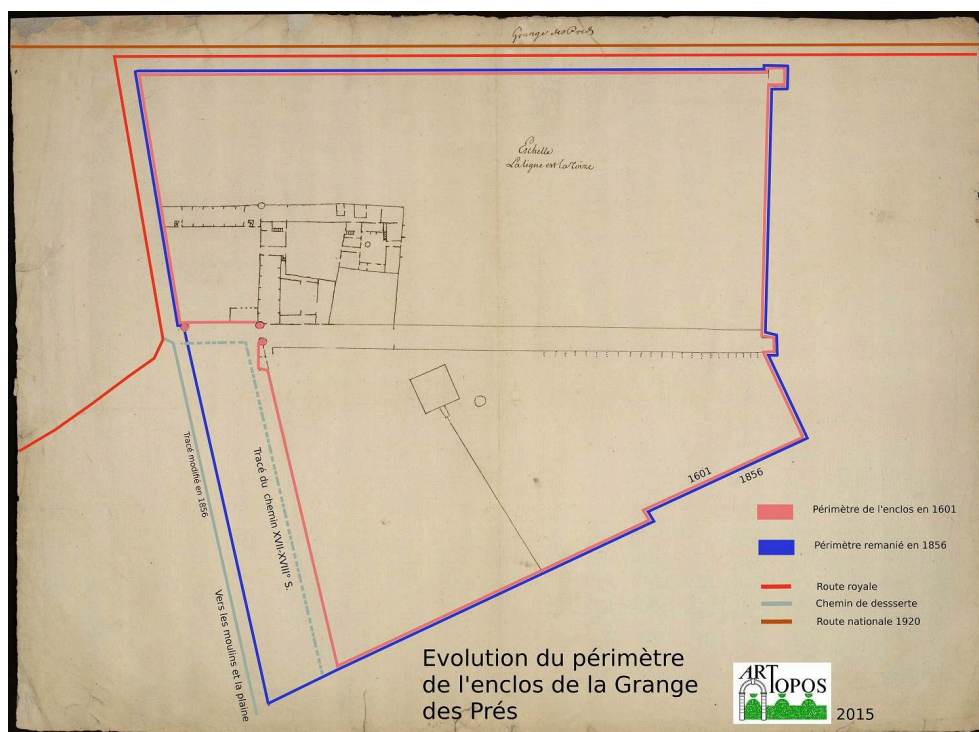 Grange des Prés
Eschelle
La ligne est la Toize
Tracé modifié en 1856
Tracé du chemin XVII-XVIII° S.
Vers les moulins et la plaine
1601
1856
Périmètre de l'enclos en 1601
Périmètre remanié en 1856
Route royale
Chemin de dessserte
Route nationale 1920
Evolution du périmètre
de l'enclos de la Grange
des Prés
ARTOPOS
2015